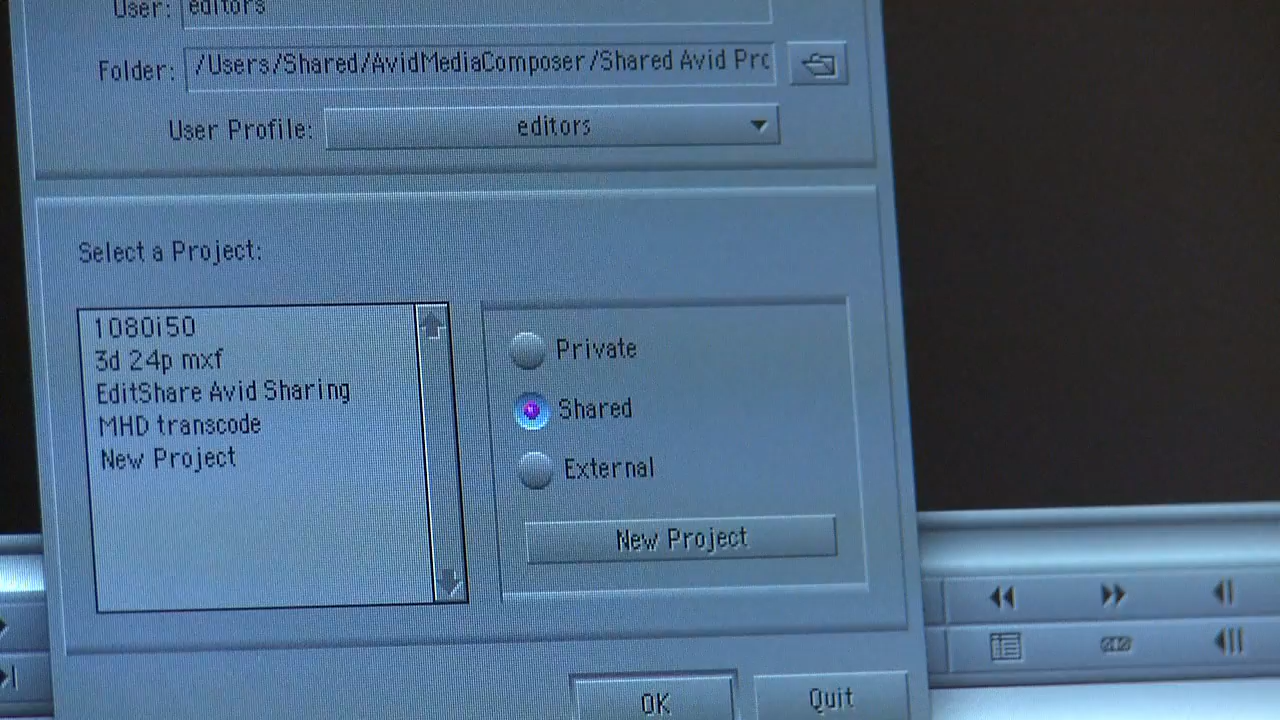 User: editors
Folder: /Users/Shared/AvidMediaComposer/Shared Avid Pro
User Profile: editors
Select a Project:
1080i50
3d 24p mxf
EditShare Avid Sharing
MHD transcode
New Project
Private
Shared
External
New Project
OK
Quit